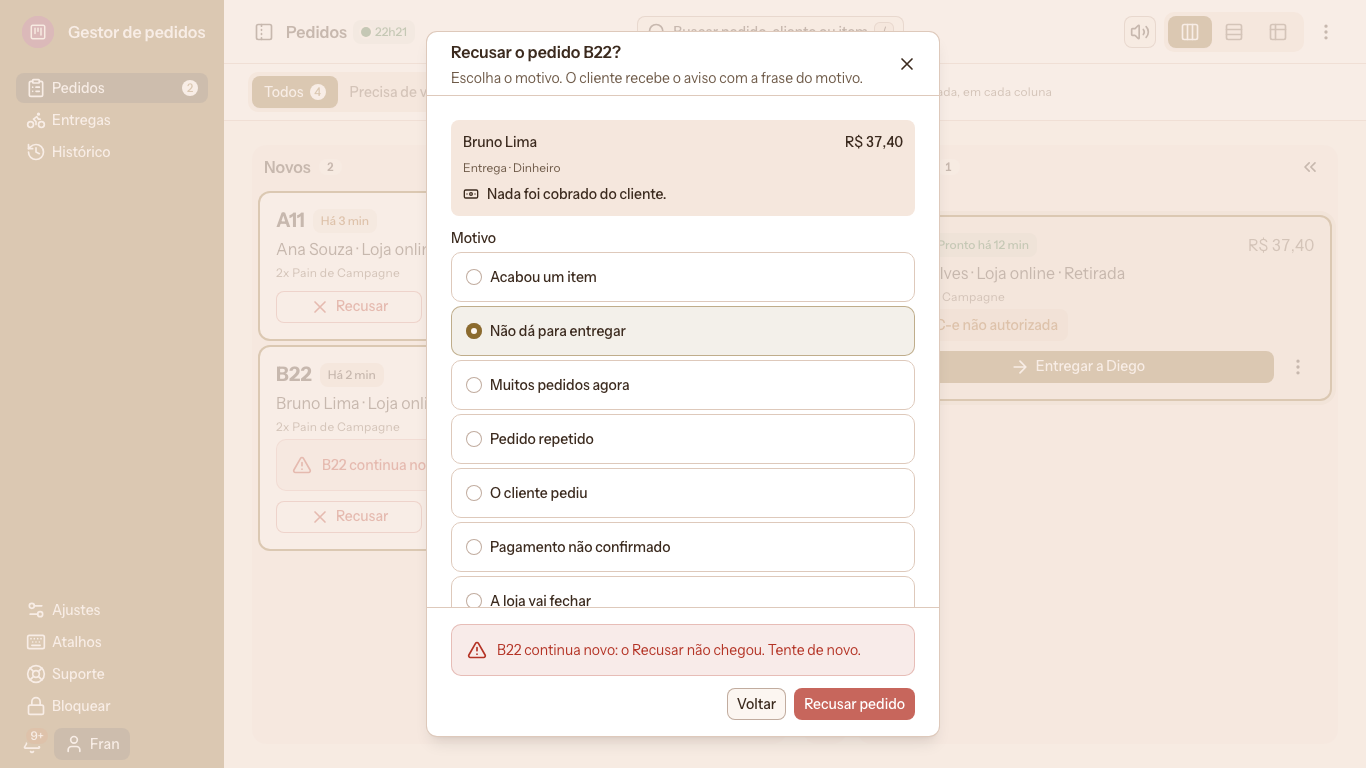 Gestor de pedidos
Pedidos 2
Entregas
Histórico
Ajustes
Atalhos
Suporte
Bloquear
9+
Fran
Pedidos
22h21
Buscar pedido, cliente ou item /
Todos 4
Precisa de v
ada, em cada coluna
Novos 2
A11 Há 3 min
Ana Souza · Loja onlin
2x Pain de Campagne
Recusar
B22 Há 2 min
Bruno Lima · Loja onli
2x Pain de Campagne
B22 continua no
Recusar
1
Pronto há 12 min R$ 37,40
lves · Loja online · Retirada
Campagne
C-e não autorizada
Entregar a Diego
Recusar o pedido B22?
Escolha o motivo. O cliente recebe o aviso com a frase do motivo.
Bruno Lima R$ 37,40
Entrega · Dinheiro
Nada foi cobrado do cliente.
Motivo
Acabou um item
Não dá para entregar
Muitos pedidos agora
Pedido repetido
O cliente pediu
Pagamento não confirmado
A loja vai fechar
B22 continua novo: o Recusar não chegou. Tente de novo.
Voltar
Recusar pedido